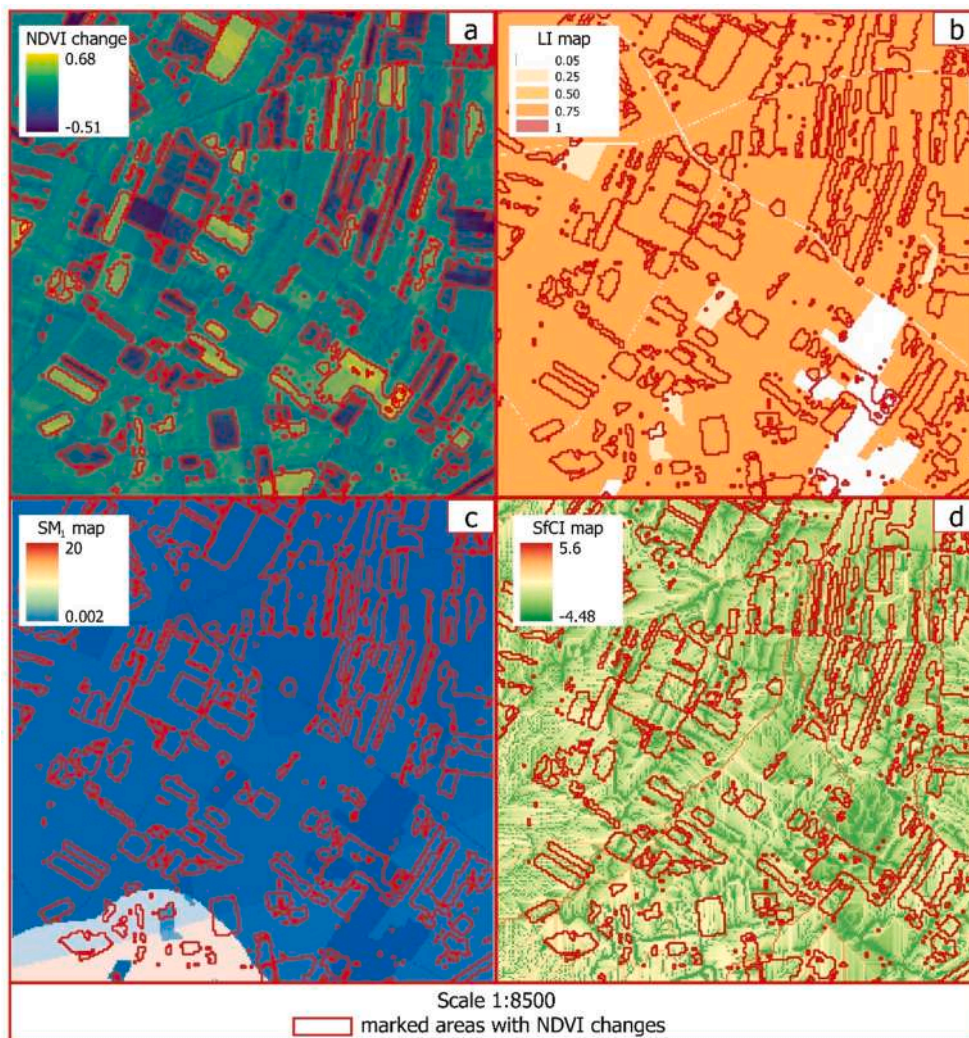 NDVI change
0.68
-0.51
a
LI map
0.05
0.25
0.50
0.75
1
b
SM₁ map
20
0.002
c
SfCI map
5.6
-4.48
d
Scale 1:8500
marked areas with NDVI changes